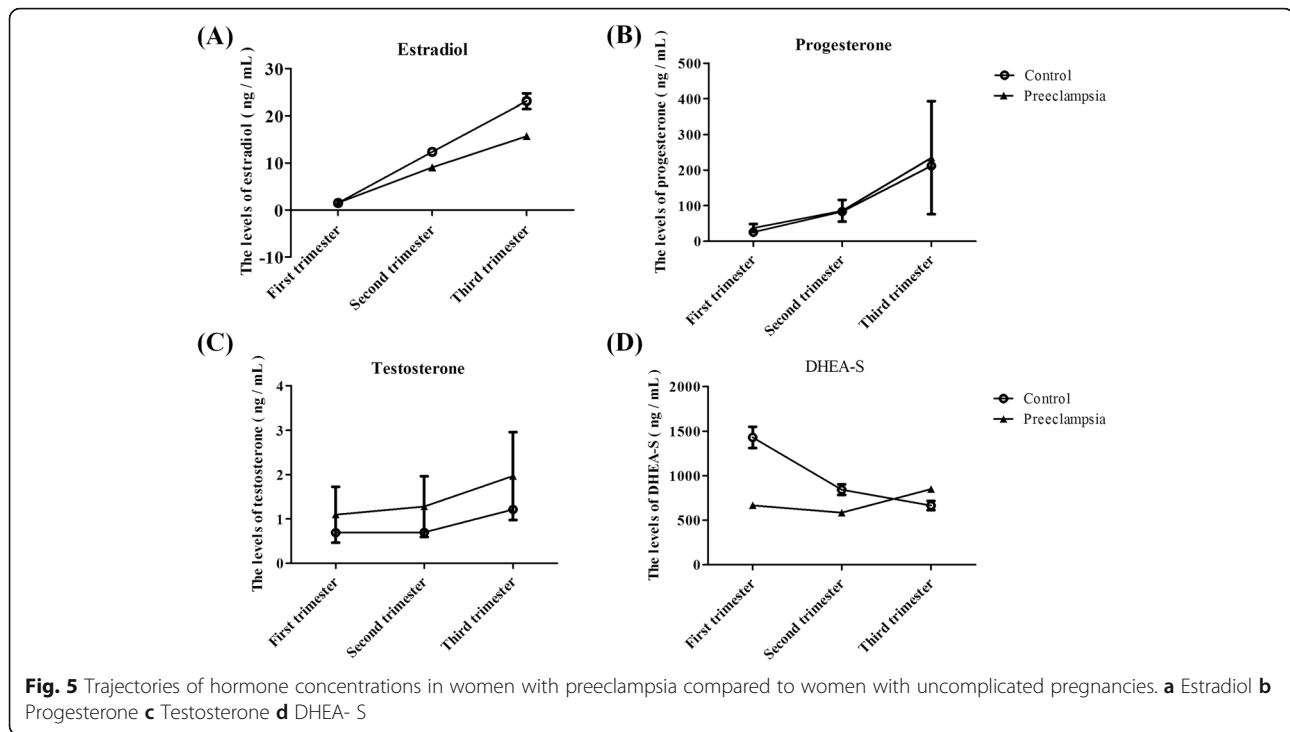 (A)
Estradiol
The levels of estradiol ( ng / mL )
30
20
10
0
-10
First trimester
Second trimester
Third trimester
(B)
Progesterone
The levels of progesterone ( ng / mL )
500
400
300
200
100
0
First trimester
Second trimester
Third trimester
Control
Preeclampsia
(C)
Testosterone
The levels of testosterone ( ng / mL )
4
3
2
1
0
First trimester
Second trimester
Third trimester
(D)
DHEA-S
The levels of DHEA-S ( ng / mL )
2000
1500
1000
500
0
First trimester
Second trimester
Third trimester
Control
Preeclampsia
Fig. 5 Trajectories of hormone concentrations in women with preeclampsia compared to women with uncomplicated pregnancies. a Estradiol b
Progesterone c Testosterone d DHEA- S